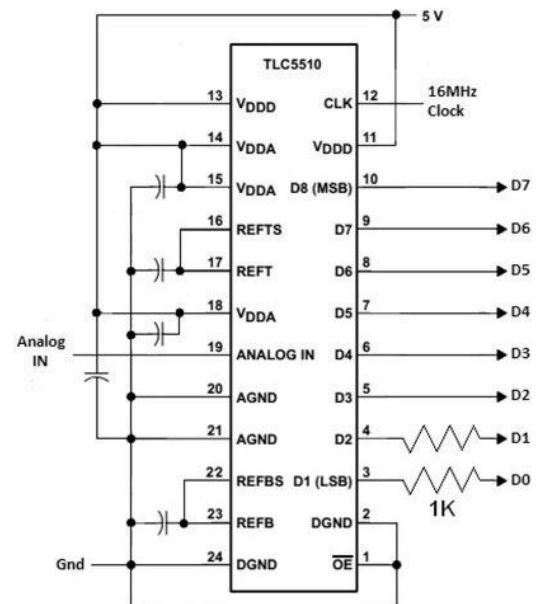 5 V
TLC5510
13 VDDD CLK 12 16MHz
Clock
14 VDDA VDDD 11
15 VDDA D8 (MSB) 10 D7
16 REFTS D7 9 D6
17 REFT D6 8 D5
18 VDDA D5 7 D4
Analog
IN
19 ANALOG IN D4 6 D3
20 AGND D3 5 D2
21 AGND D2 4 D1
22 REFBS D1 (LSB) 3 D0
1K
23 REFB DGND 2
Gnd 24 DGND OE 1